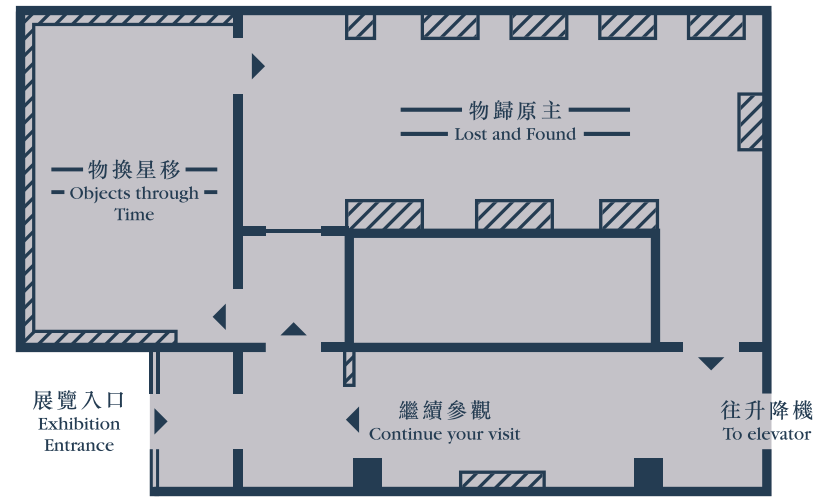 物歸原主
Lost and Found
物換星移
Objects through
Time
展覽入口
Exhibition
Entrance
繼續參觀
Continue your visit
往升降機
To elevator